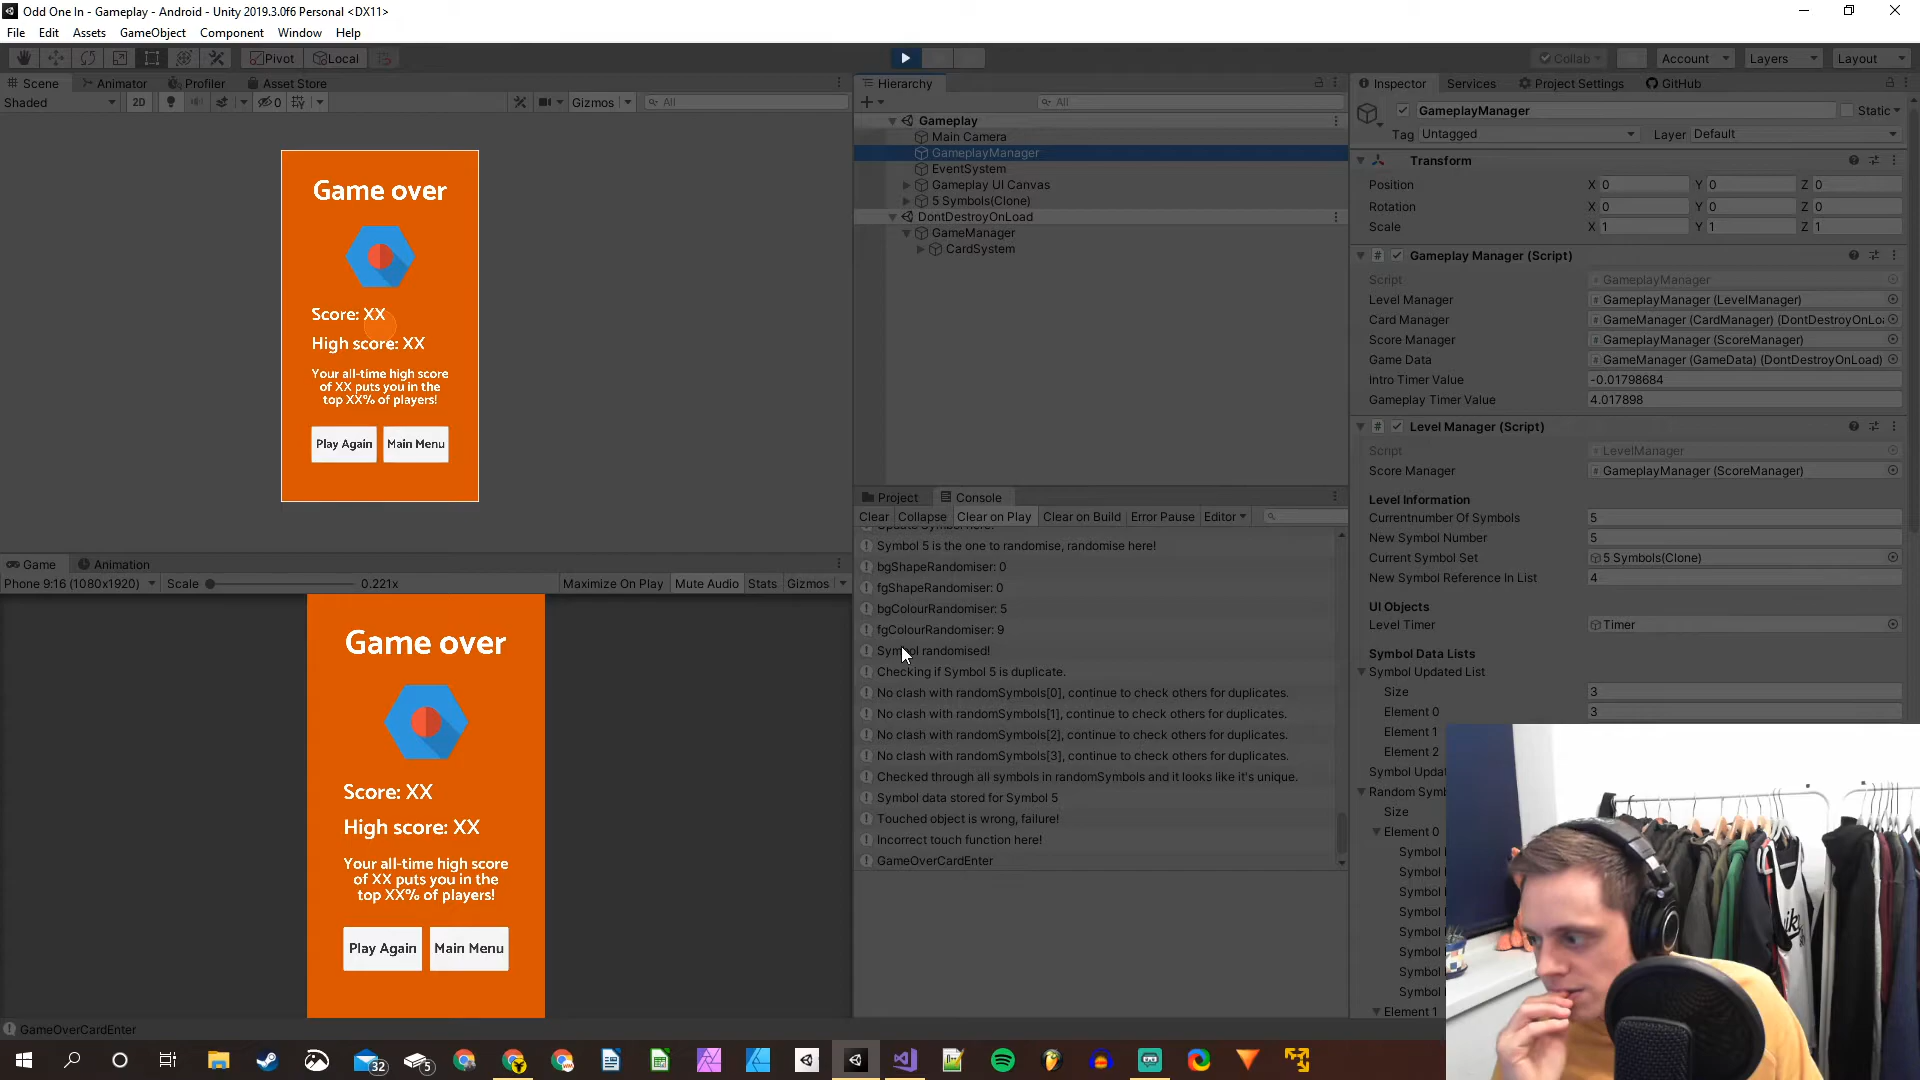 Odd One In - Gameplay - Android - Unity 2019.3.0f6 Personal <DX11>
File Edit Assets GameObject Component Window Help
Pivot Local Collab Account Layers Layout
Scene Animator Profiler Asset Store
Shaded 2D 0 Gizmos All
Game over
Score: XX
High score: XX
Your all-time high score
of XX puts you in the
top XX% of players!
Play Again Main Menu
Hierarchy
All
Gameplay
Main Camera
GameplayManager
EventSystem
Gameplay UI Canvas
5 Symbols(Clone)
DontDestroyOnLoad
GameManager
CardSystem
Inspector Services Project Settings GitHub
GameplayManager Static
Tag Untagged Layer Default
Transform
Position X 0 Y 0 Z 0
Rotation X 0 Y 0 Z 0
Scale X 1 Y 1 Z 1
# Gameplay Manager (Script)
Script GameplayManager
Level Manager GameplayManager (LevelManager)
Card Manager GameManager (CardManager) (DontDestroyOnLo
Score Manager GameplayManager (ScoreManager)
Game Data GameManager (GameData) (DontDestroyOnLoad)
Intro Timer Value -0.01798684
Gameplay Timer Value 4.017898
# Level Manager (Script)
Script LevelManager
Score Manager GameplayManager (ScoreManager)
Level Information
Currentnumber Of Symbols 5
New Symbol Number 5
Current Symbol Set 5 Symbols(Clone)
New Symbol Reference In List 4
UI Objects
Level Timer Timer
Symbol Data Lists
Symbol Updated List
Size 3
Element 0 3
Element 1
Element 2
Symbol Updat
Random Symb
Size
Element 0
Symbol
Symbol
Symbol
Symbol
Symbol
Symbol
Symbol
Symbol
Element 1
Project Console
Clear Collapse Clear on Play Clear on Build Error Pause Editor
Symbol 5 is the one to randomise, randomise here!
bgShapeRandomiser: 0
fgShapeRandomiser: 0
bgColourRandomiser: 5
fgColourRandomiser: 9
Symbol randomised!
Checking if Symbol 5 is duplicate.
No clash with randomSymbols[0], continue to check others for duplicates.
No clash with randomSymbols[1], continue to check others for duplicates.
No clash with randomSymbols[2], continue to check others for duplicates.
No clash with randomSymbols[3], continue to check others for duplicates.
Checked through all symbols in randomSymbols and it looks like it's unique.
Symbol data stored for Symbol 5
Touched object is wrong, failure!
Incorrect touch function here!
GameOverCardEnter
Game Animation
Phone 9:16 (1080x1920) Scale 0.221x Maximize On Play Mute Audio Stats Gizmos
Game over
Score: XX
High score: XX
Your all-time high score
of XX puts you in the
top XX% of players!
Play Again Main Menu
GameOverCardEnter
32 5